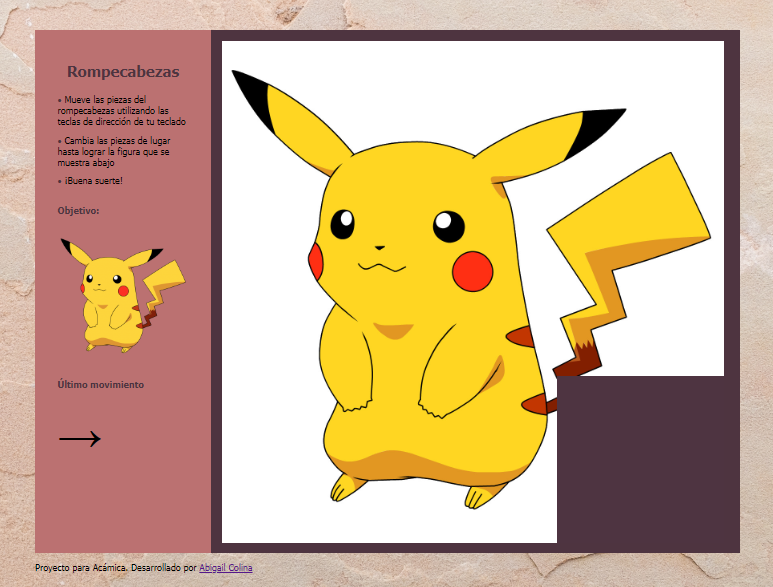 Rompecabezas
• Mueve las piezas del
rompecabezas utilizando las
teclas de dirección de tu teclado
• Cambia las piezas de lugar
hasta lograr la figura que se
muestra abajo
• ¡Buena suerte!
Objetivo:
Último movimiento
→
Proyecto para Acámica. Desarrollado por Abigail Colina